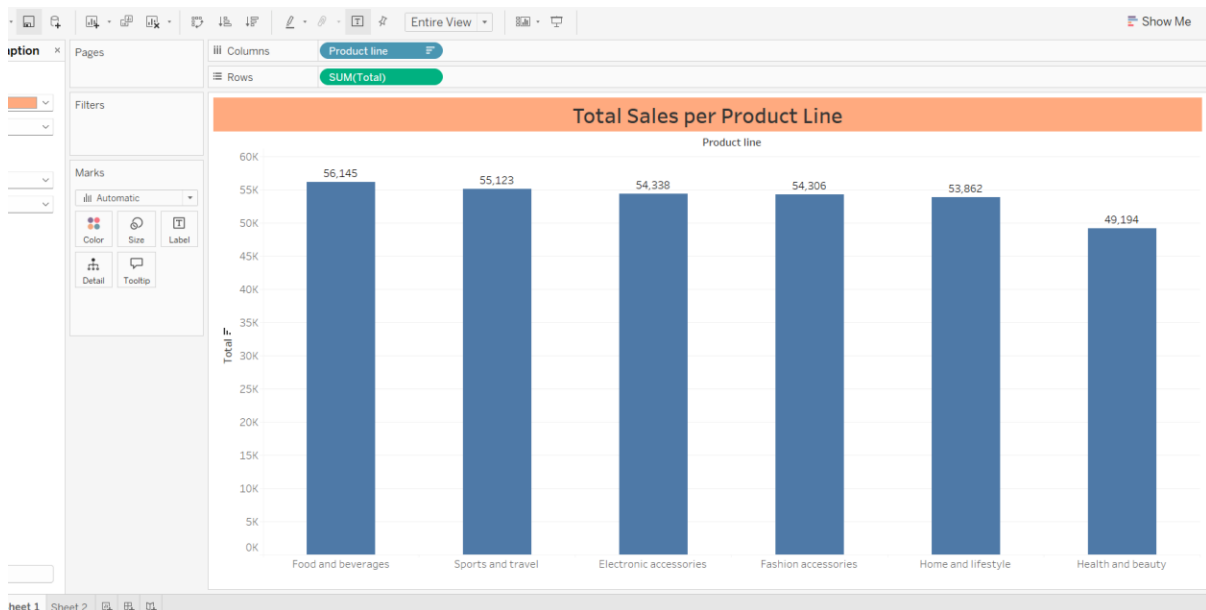 Entire View
Show Me
Pages
Columns
Product line
Rows
SUM(Total)
Filters
Marks
Automatic
Color
Size
Label
Detail
Tooltip
Total Sales per Product Line
Product line
60K
55K
50K
45K
40K
35K
30K
25K
20K
15K
10K
5K
0K
Total
56,145
55,123
54,338
54,306
53,862
49,194
Food and beverages
Sports and travel
Electronic accessories
Fashion accessories
Home and lifestyle
Health and beauty
Sheet 2